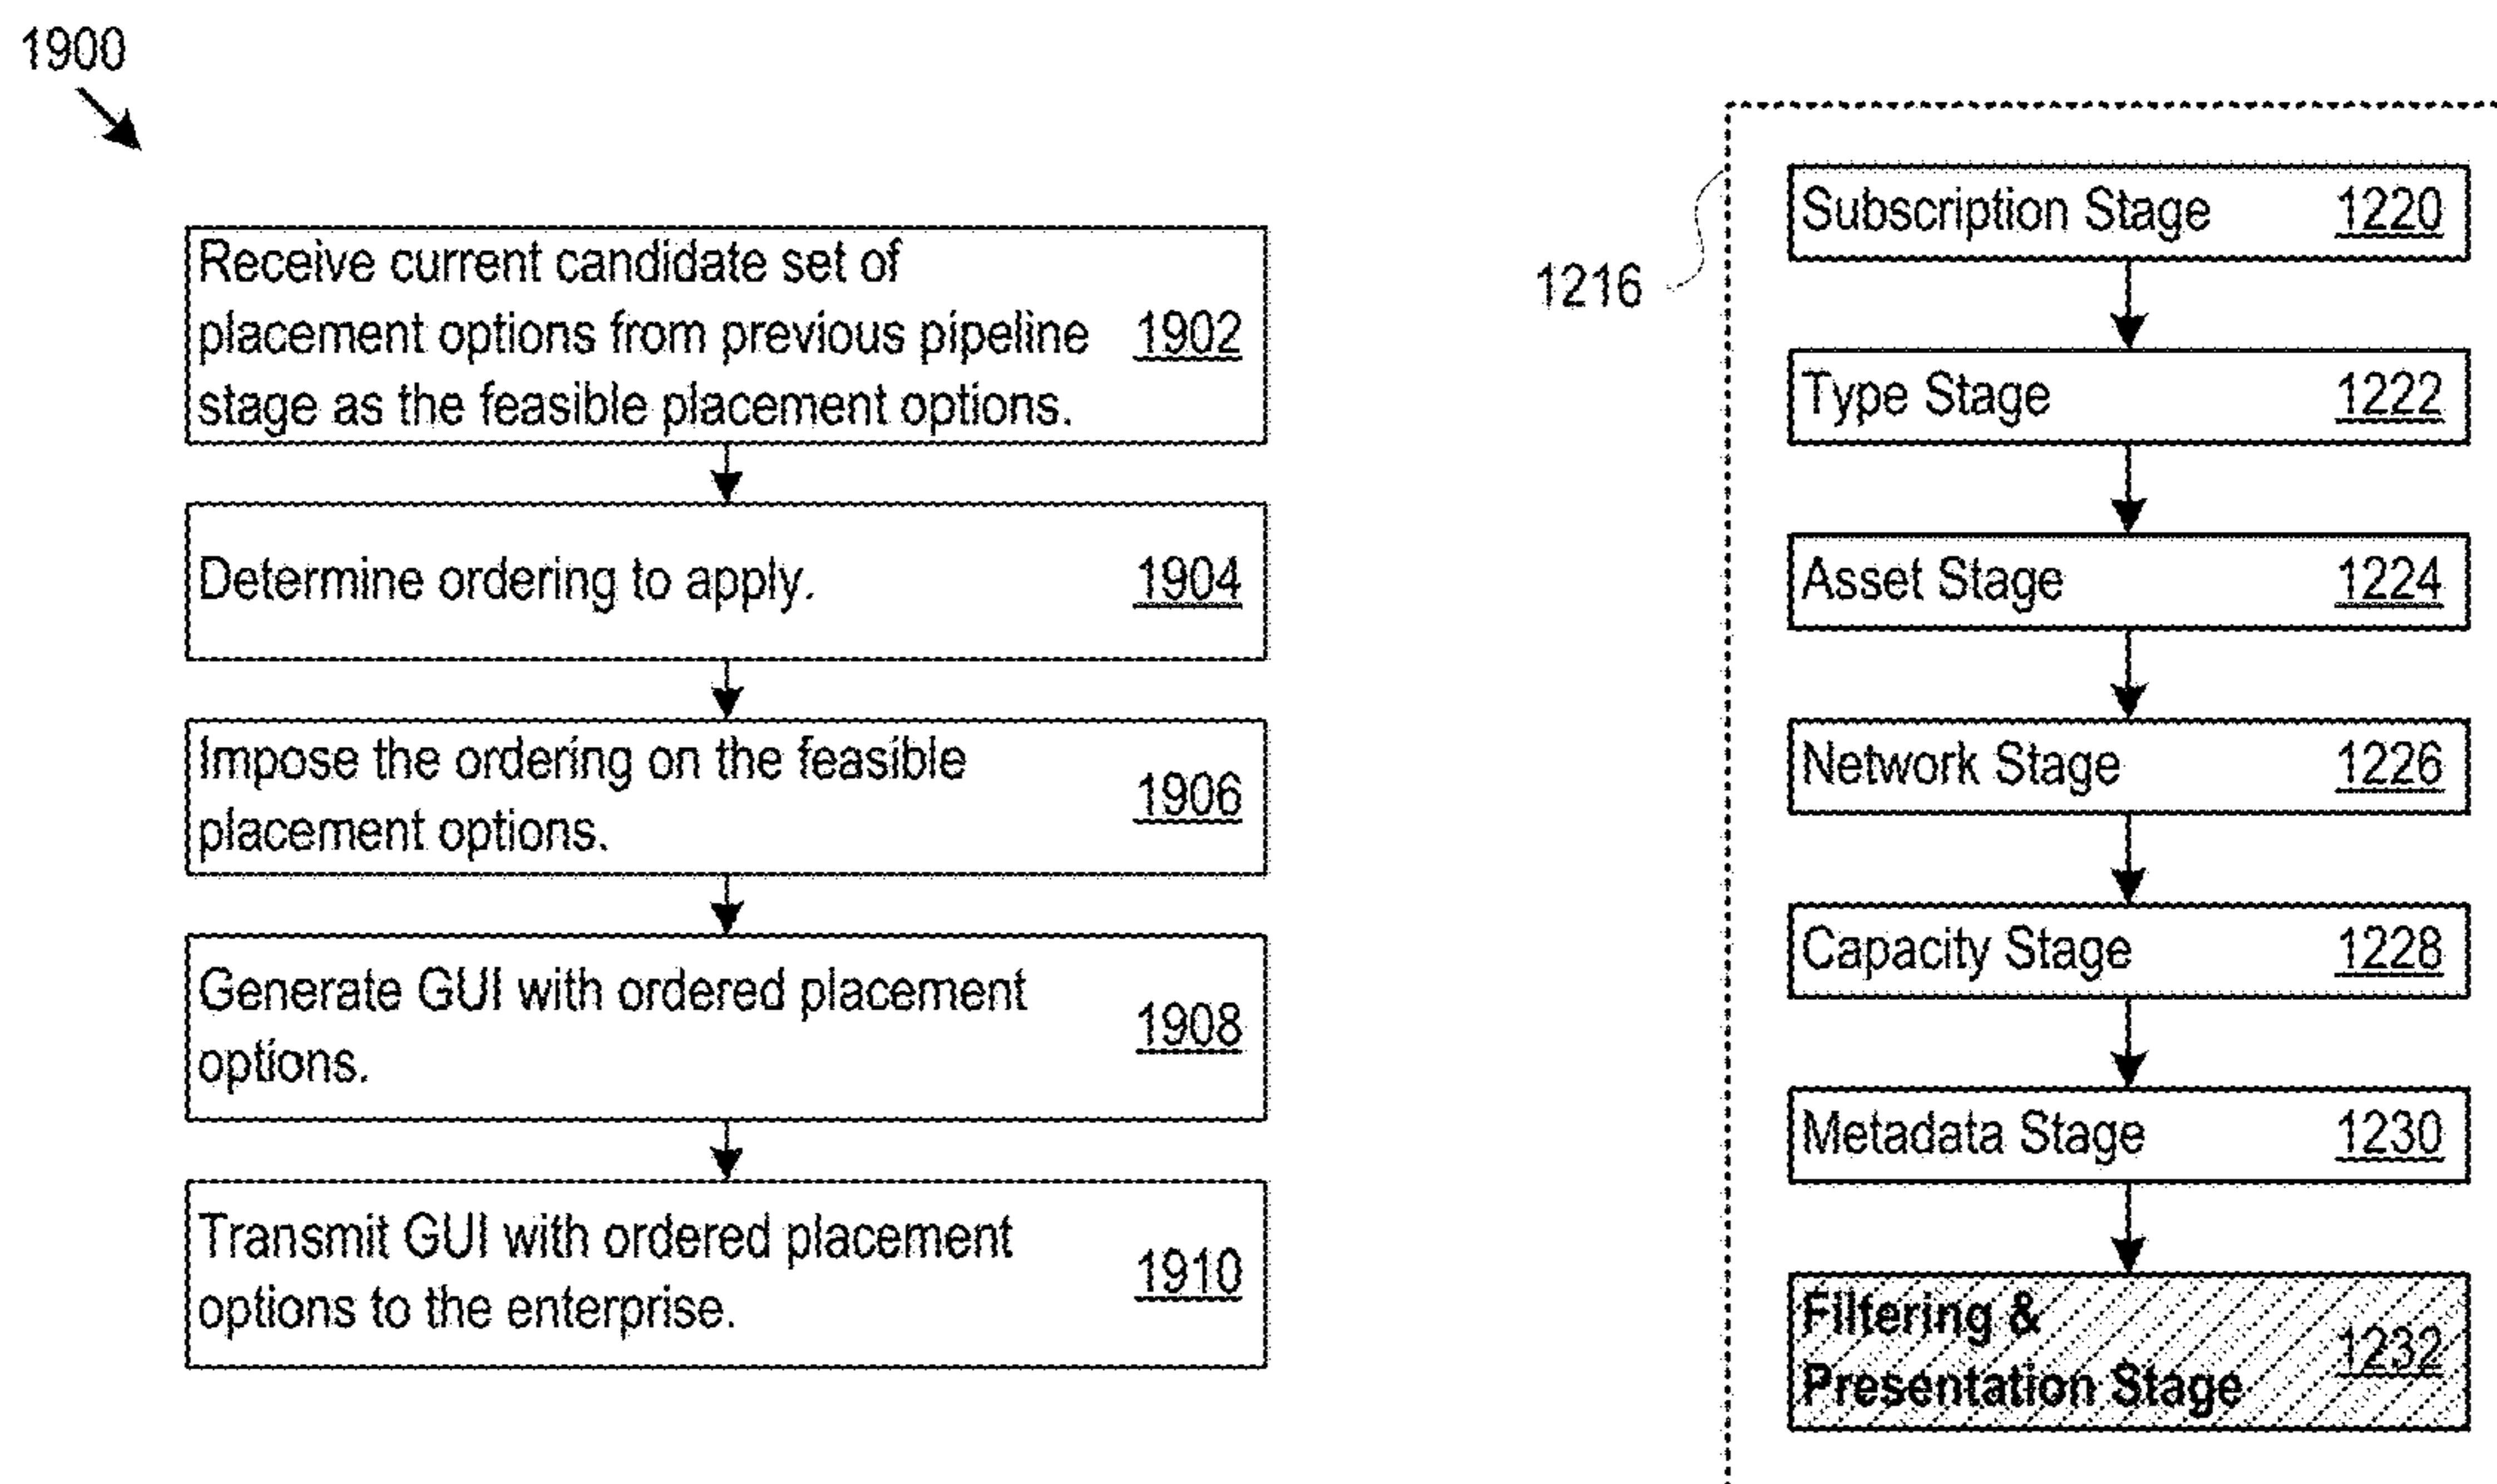 1900
Receive current candidate set of
placement options from previous pipeline 1902
stage as the feasible placement options.
Determine ordering to apply. 1904
Impose the ordering on the feasible
1906
placement options.
Generate GUI with ordered placement
1908
options.
Transmit GUI with ordered placement
1910
options to the enterprise.
1216
Subscription Stage 1220
Type Stage 1222
Asset Stage 1224
Network Stage 1226
Capacity Stage 1228
Metadata Stage 1230
Filtering &
1232
Presentation Stage